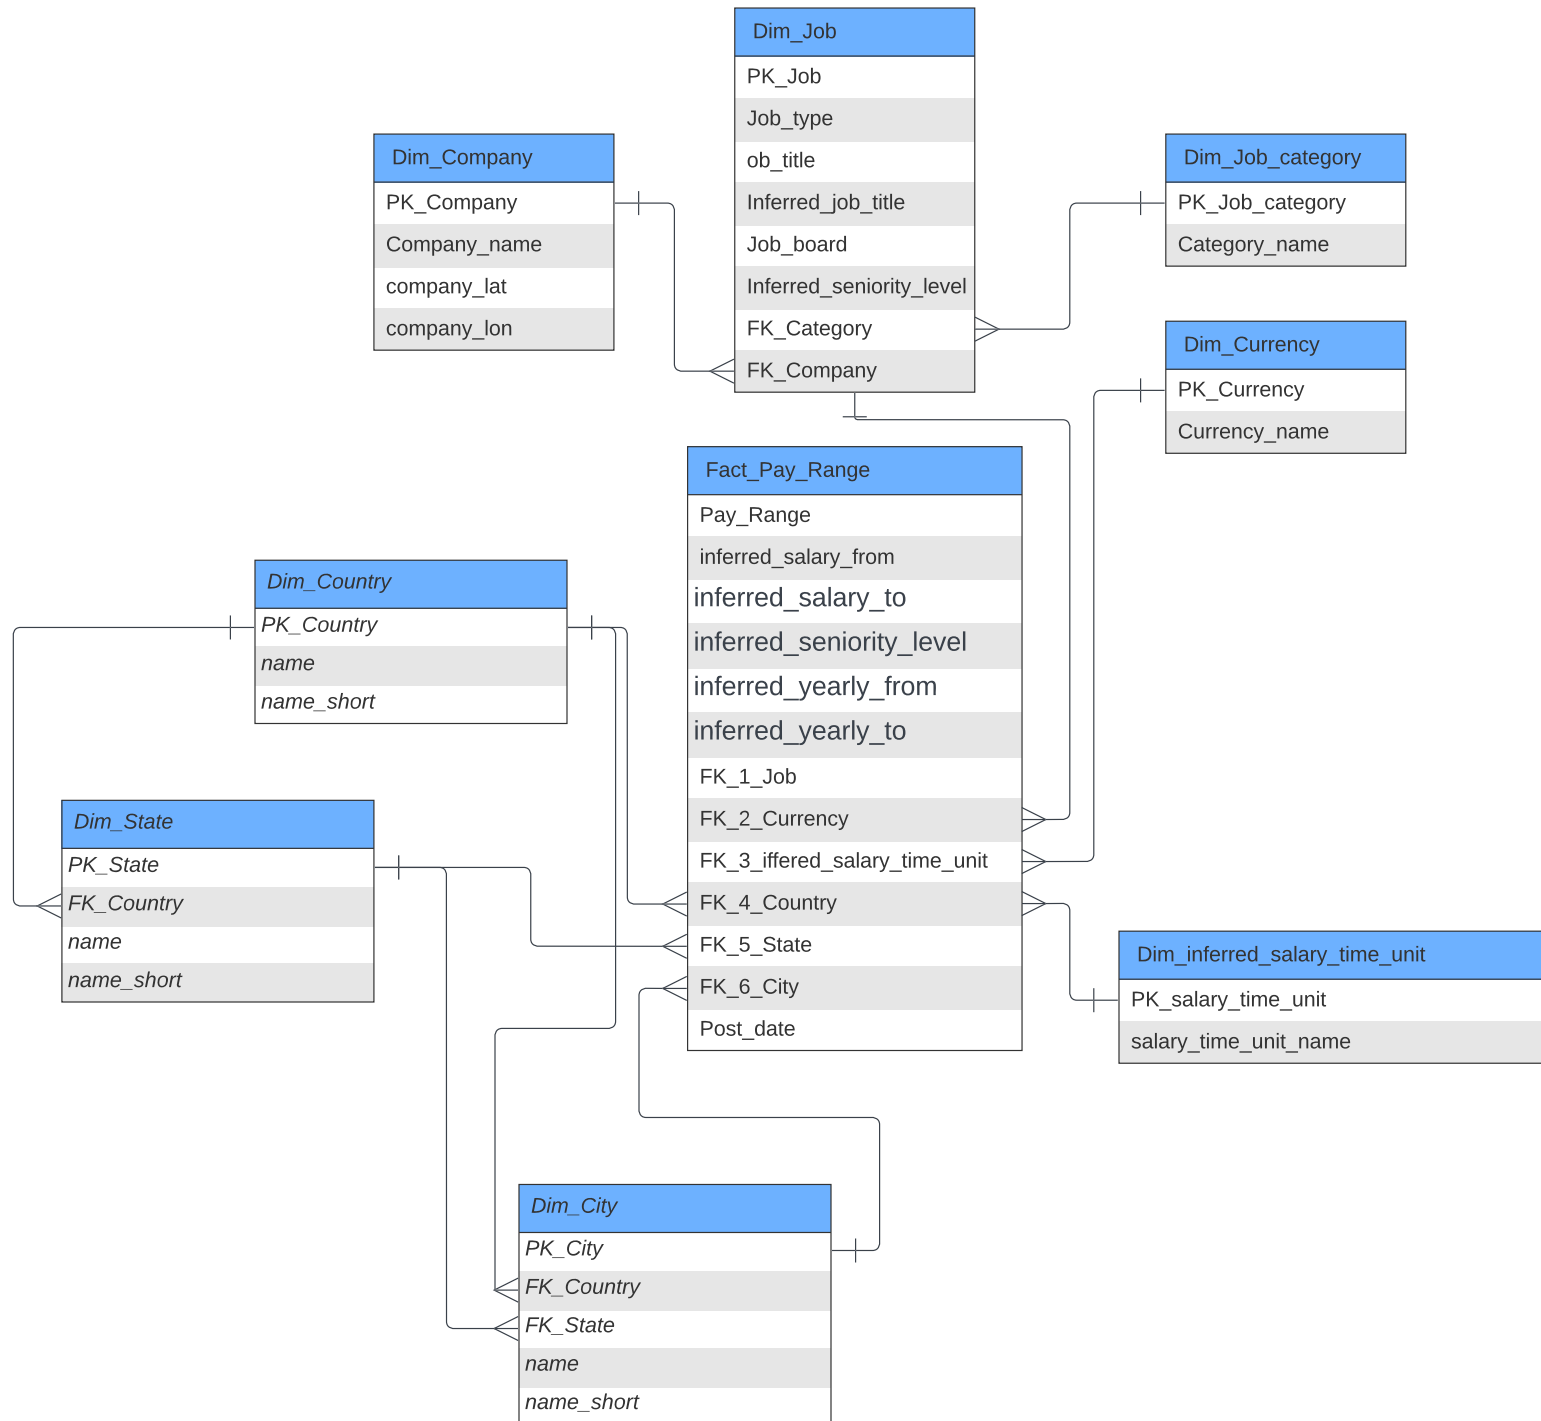 Dim_Job
PK_Job
Job_type
ob_title
Inferred_job_title
Job_board
Inferred_seniority_level
FK_Category
FK_Company
Dim_Company
PK_Company
Company_name
company_lat
company_lon
Dim_Job_category
PK_Job_category
Category_name
Dim_Currency
PK_Currency
Currency_name
Fact_Pay_Range
Pay_Range
inferred_salary_from
inferred_salary_to
inferred_seniority_level
inferred_yearly_from
inferred_yearly_to
FK_1_Job
FK_2_Currency
FK_3_iffered_salary_time_unit
FK_4_Country
FK_5_State
FK_6_City
Post_date
Dim_Country
PK_Country
name
name_short
Dim_State
PK_State
FK_Country
name
name_short
Dim_inferred_salary_time_unit
PK_salary_time_unit
salary_time_unit_name
Dim_City
PK_City
FK_Country
FK_State
name
name_short